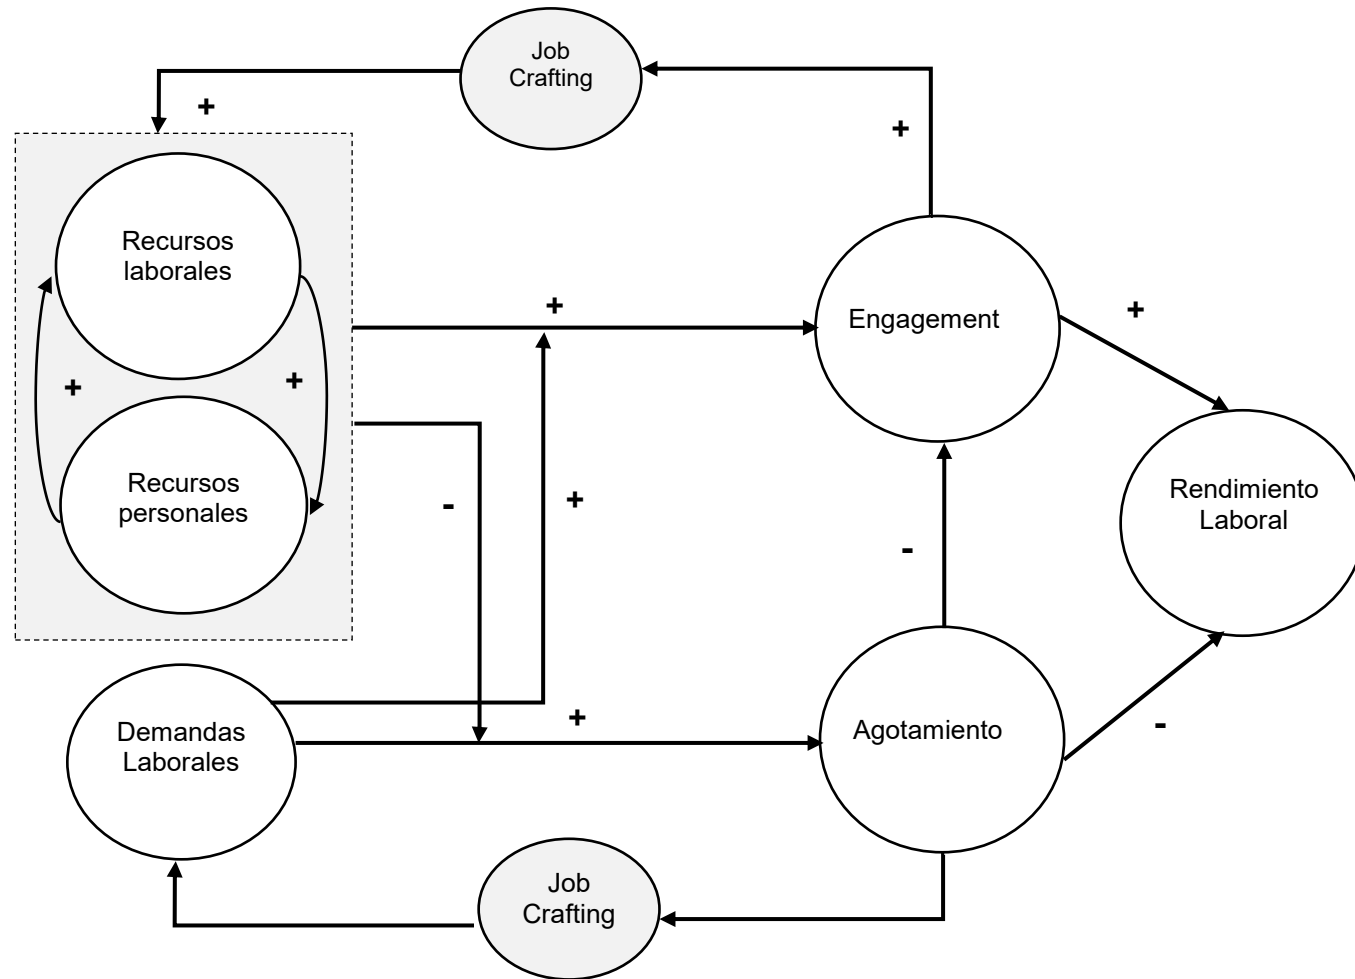 Job
Crafting
+
+
Recursos
laborales
+
Engagement
+
+
+
Recursos
personales
-
+
Rendimiento
Laboral
-
Demandas
Laborales
+
Agotamiento
-
Job
Crafting